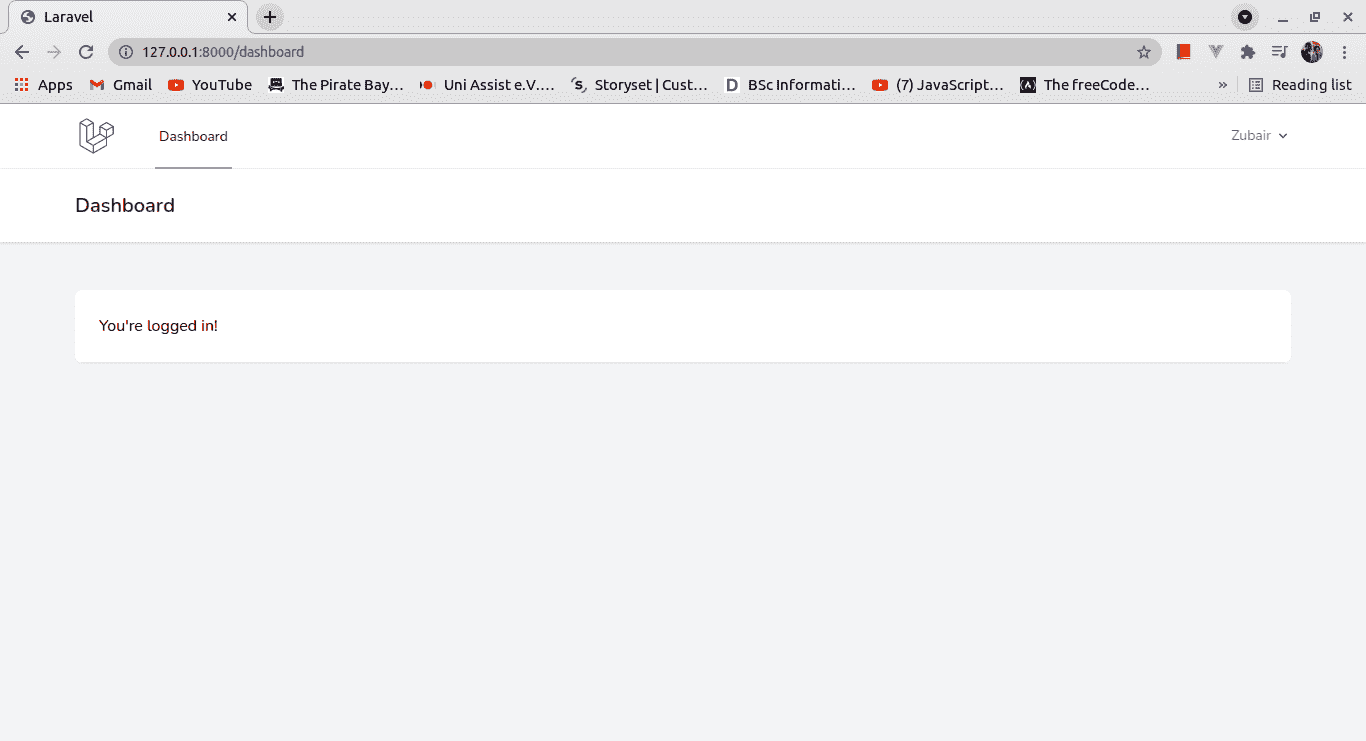 Laravel
127.0.0.1:8000/dashboard
Apps Gmail YouTube The Pirate Bay... Uni Assist e.V.... Storyset | Cust... D BSc Informati... (7) JavaScript... The freeCode... » Reading list
Dashboard Zubair
Dashboard
You're logged in!